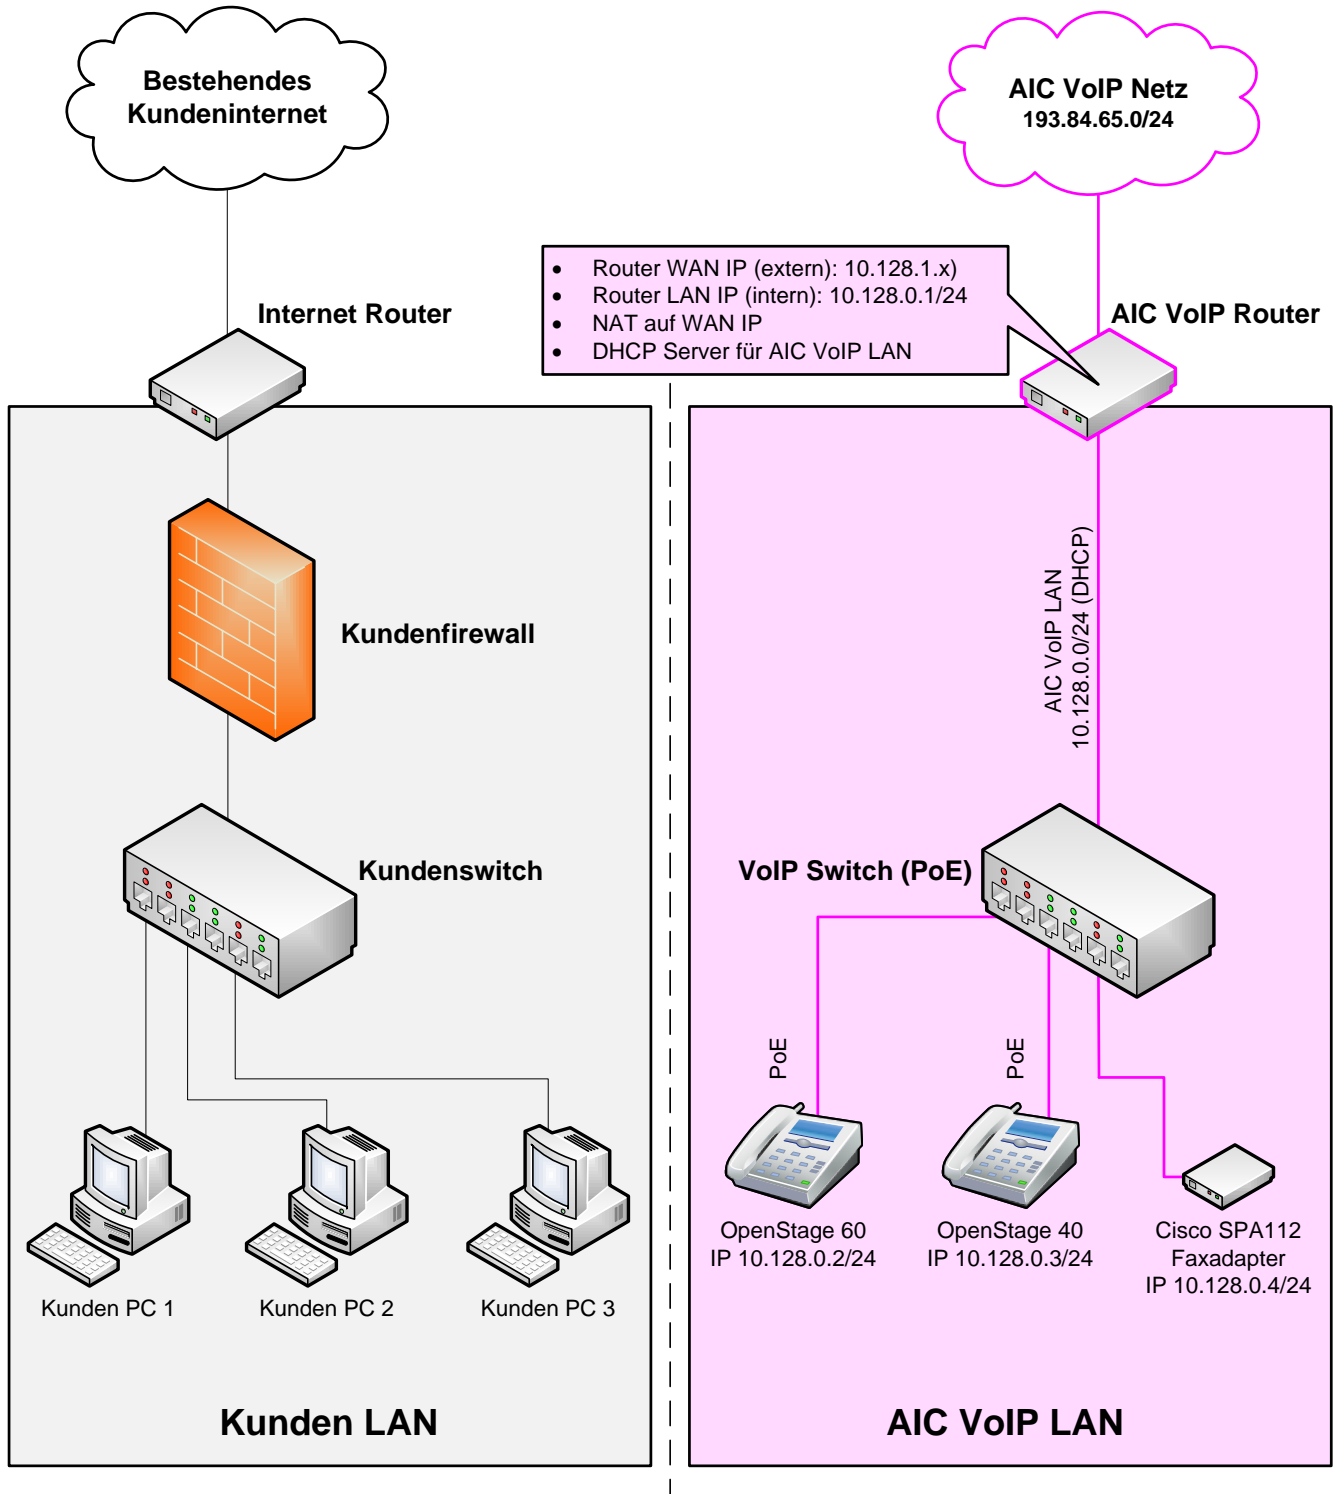 Bestehendes
Kundeninternet
AIC VoIP Netz
193.84.65.0/24
• Router WAN IP (extern): 10.128.1.x)
• Router LAN IP (intern): 10.128.0.1/24
• NAT auf WAN IP
• DHCP Server für AIC VoIP LAN
Internet Router
AIC VoIP Router
Kundenfirewall
AIC VoIP LAN
10.128.0.0/24 (DHCP)
Kundenswitch
VoIP Switch (PoE)
PoE
PoE
OpenStage 60
IP 10.128.0.2/24
OpenStage 40
IP 10.128.0.3/24
Cisco SPA112
Faxadapter
IP 10.128.0.4/24
Kunden PC 1
Kunden PC 2
Kunden PC 3
Kunden LAN
AIC VoIP LAN